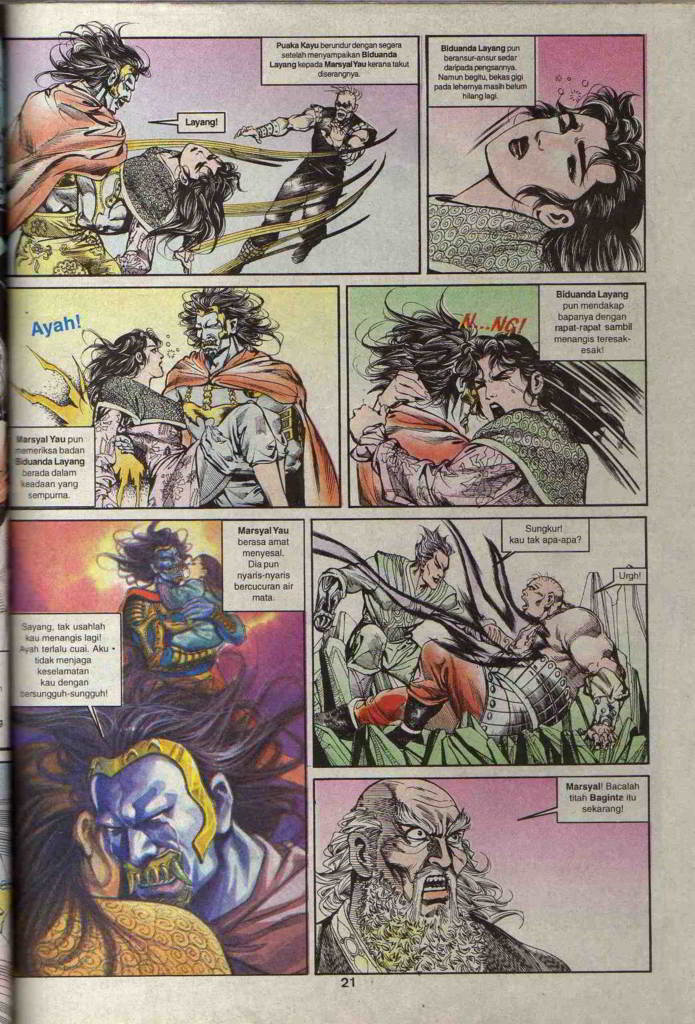 Puaka Kayu berundur dengan segera
setelah menyampaikan Biduanda
Layang kepada Marsyal Yau kerana takut
diserangnya.
Layang!
Biduanda Layang pun
beransur-ansur sedar
daripada pengsannya.
Namun begitu, bekas gigi
pada lehernya masih belum
hilang lagi.
Ayah!
Marsyal Yau pun
memeriksa badan
Biduanda Layang
berada dalam
keadaan yang
sempurna.
N...NG!
Biduanda Layang
pun mendakap
bapanya dengan
rapat-rapat sambil
menangis teresak-
esak!
Marsyal Yau
berasa amat
menyesal.
Dia pun
nyaris-nyaris
bercucuran air
mata.
Sayang, tak usahlah
kau menangis lagi!
Ayah terlalu cuai. Aku
tidak menjaga
keselamatan
kau dengan
bersungguh-sungguh!
Sungkur!
kau tak apa-apa?
Urgh!
Marsyal! Bacalah
titah Baginte itu
sekarang!
21